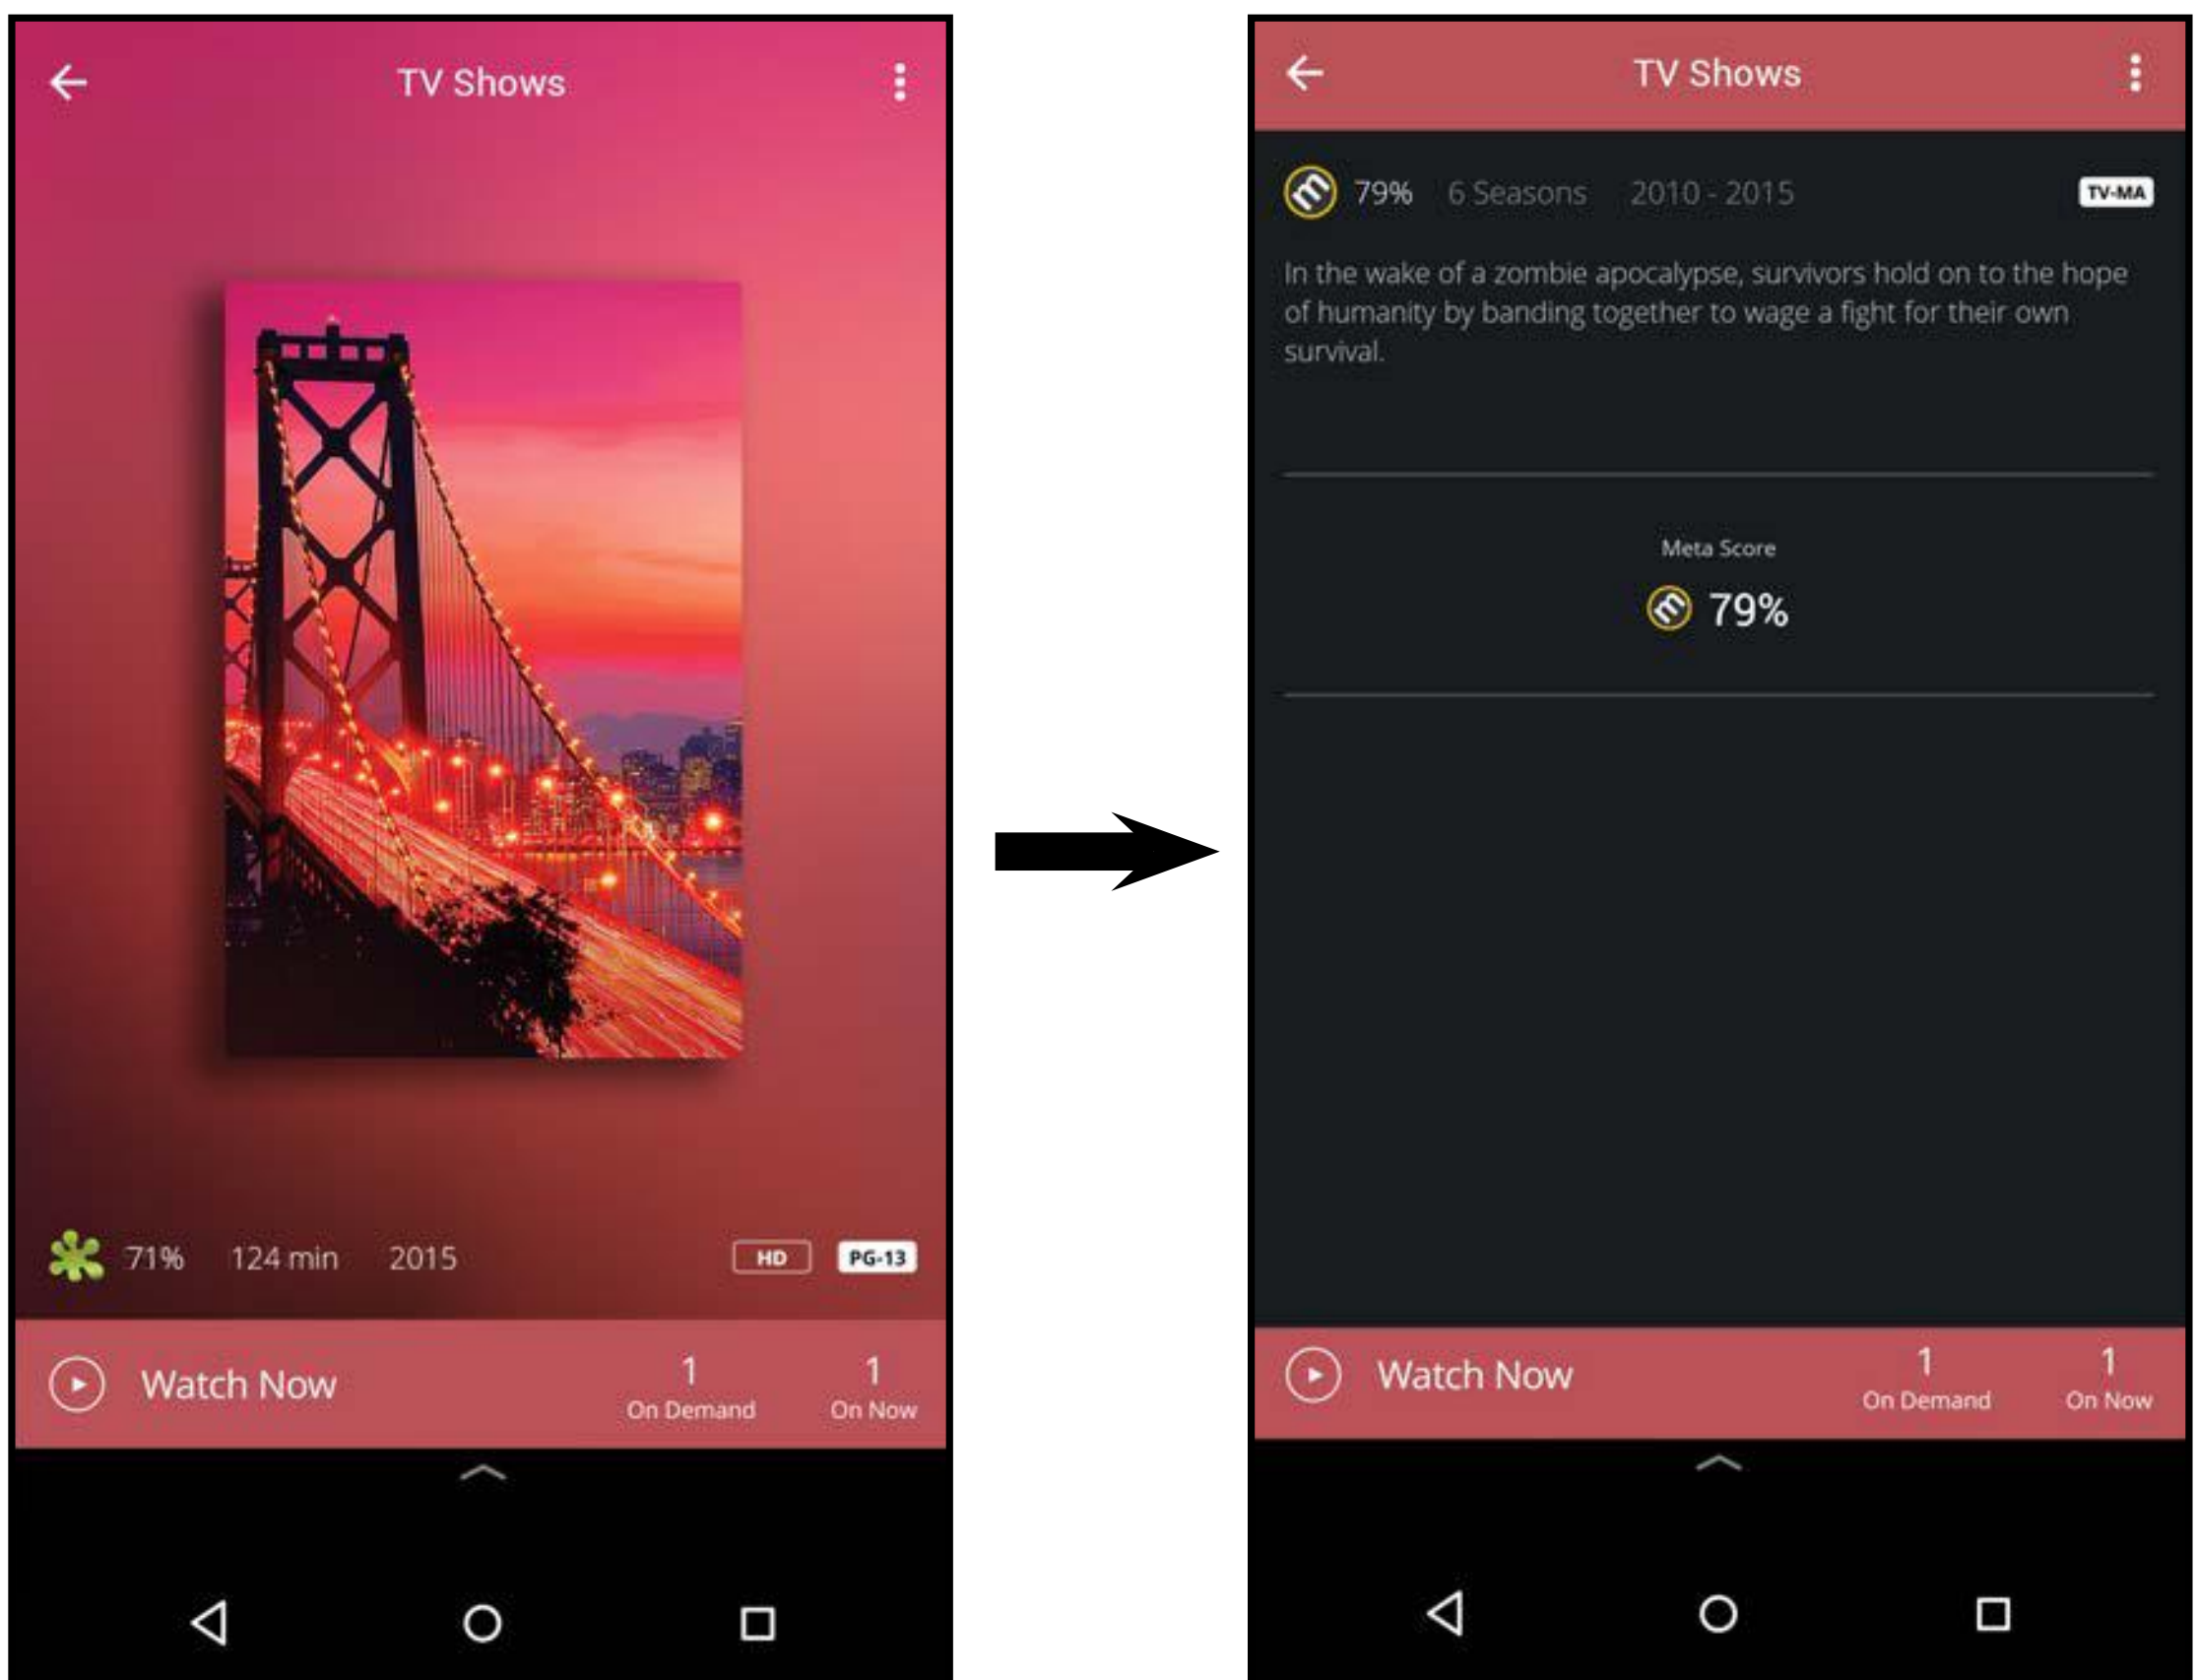 TV Shows
71% 124 min 2015 HD PG-13
Watch Now
1
On Demand
1
On Now
TV Shows
m 79% 6 Seasons 2010 - 2015 TV-MA
In the wake of a zombie apocalypse, survivors hold on to the hope
of humanity by banding together to wage a fight for their own
survival.
Meta Score
m 79%
Watch Now
1
On Demand
1
On Now